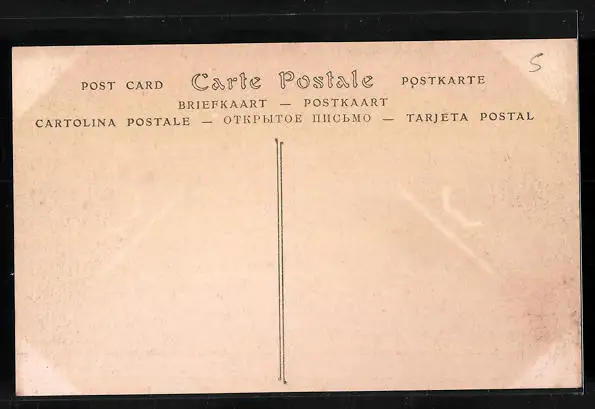 5
POST CARD Carte Postale POSTKARTE
BRIEFKAART — POSTKAART
CARTOLINA POSTALE — ОТКРЫТОЕ ПИСЬМО — TARJETA POSTAL